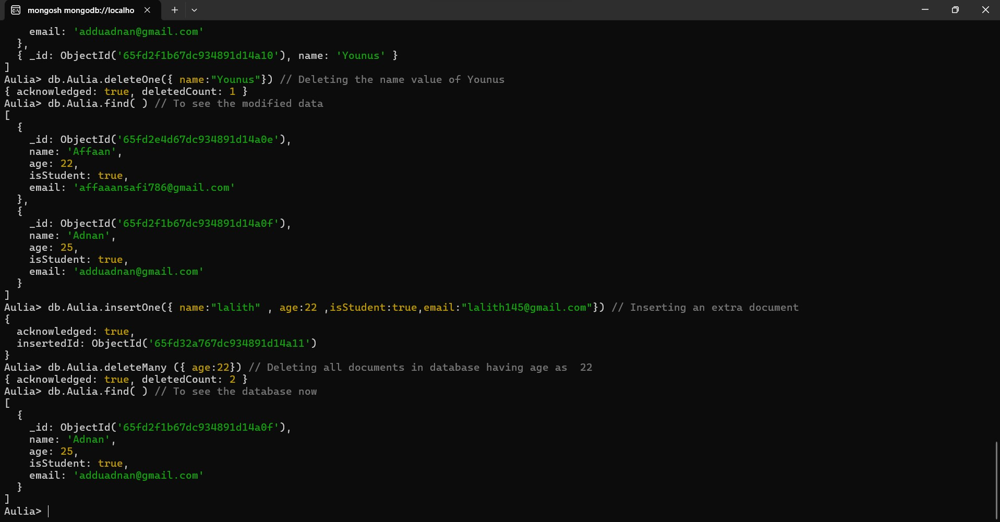 mongosh mongodb://localho
email: 'adduadnan@gmail.com'
},
{ _id: ObjectId('65fd2f1b67dc934891d14a10'), name: 'Younus' }
]
Aulia> db.Aulia.deleteOne({ name:"Younus"}) // Deleting the name value of Younus
{ acknowledged: true, deletedCount: 1 }
Aulia> db.Aulia.find( ) // To see the modified data
[
{
_id: ObjectId('65fd2e4d67dc934891d14a0e'),
name: 'Affaan',
age: 22,
isStudent: true,
email: 'affaaansafi786@gmail.com'
},
{
_id: ObjectId('65fd2f1b67dc934891d14a0f'),
name: 'Adnan',
age: 25,
isStudent: true,
email: 'adduadnan@gmail.com'
}
]
Aulia> db.Aulia.insertOne({ name:"lalith" , age:22 ,isStudent:true,email:"lalith145@gmail.com"}) // Inserting an extra document
{
acknowledged: true,
insertedId: ObjectId('65fd32a767dc934891d14a11')
}
Aulia> db.Aulia.deleteMany ({ age:22}) // Deleting all documents in database having age as  22
{ acknowledged: true, deletedCount: 2 }
Aulia> db.Aulia.find( ) // To see the database now
[
{
_id: ObjectId('65fd2f1b67dc934891d14a0f'),
name: 'Adnan',
age: 25,
isStudent: true,
email: 'adduadnan@gmail.com'
}
]
Aulia>